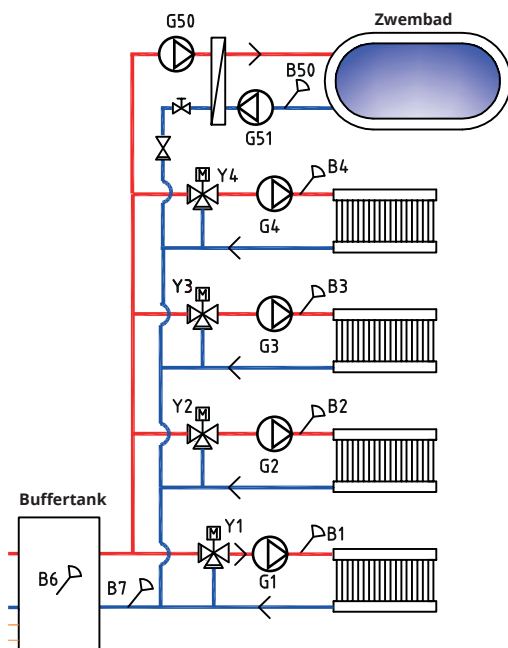 G50
Zwembad
B50
G51
Y4
B4
G4
Y3
B3
G3
Y2
B2
G2
Buffertank
Y1
B1
B6
B7
G1
M
M
M
M